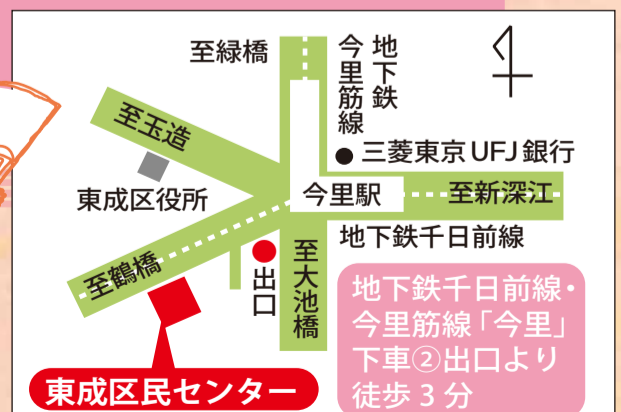 至緑橋
地下鉄
今里筋線
至玉造
三菱東京UFJ銀行
東成区役所
今里駅
至新深江
地下鉄千日前線
至鶴橋
出口
至大池橋
地下鉄千日前線・
今里筋線「今里」
下車②出口より
徒歩3分
東成区民センター